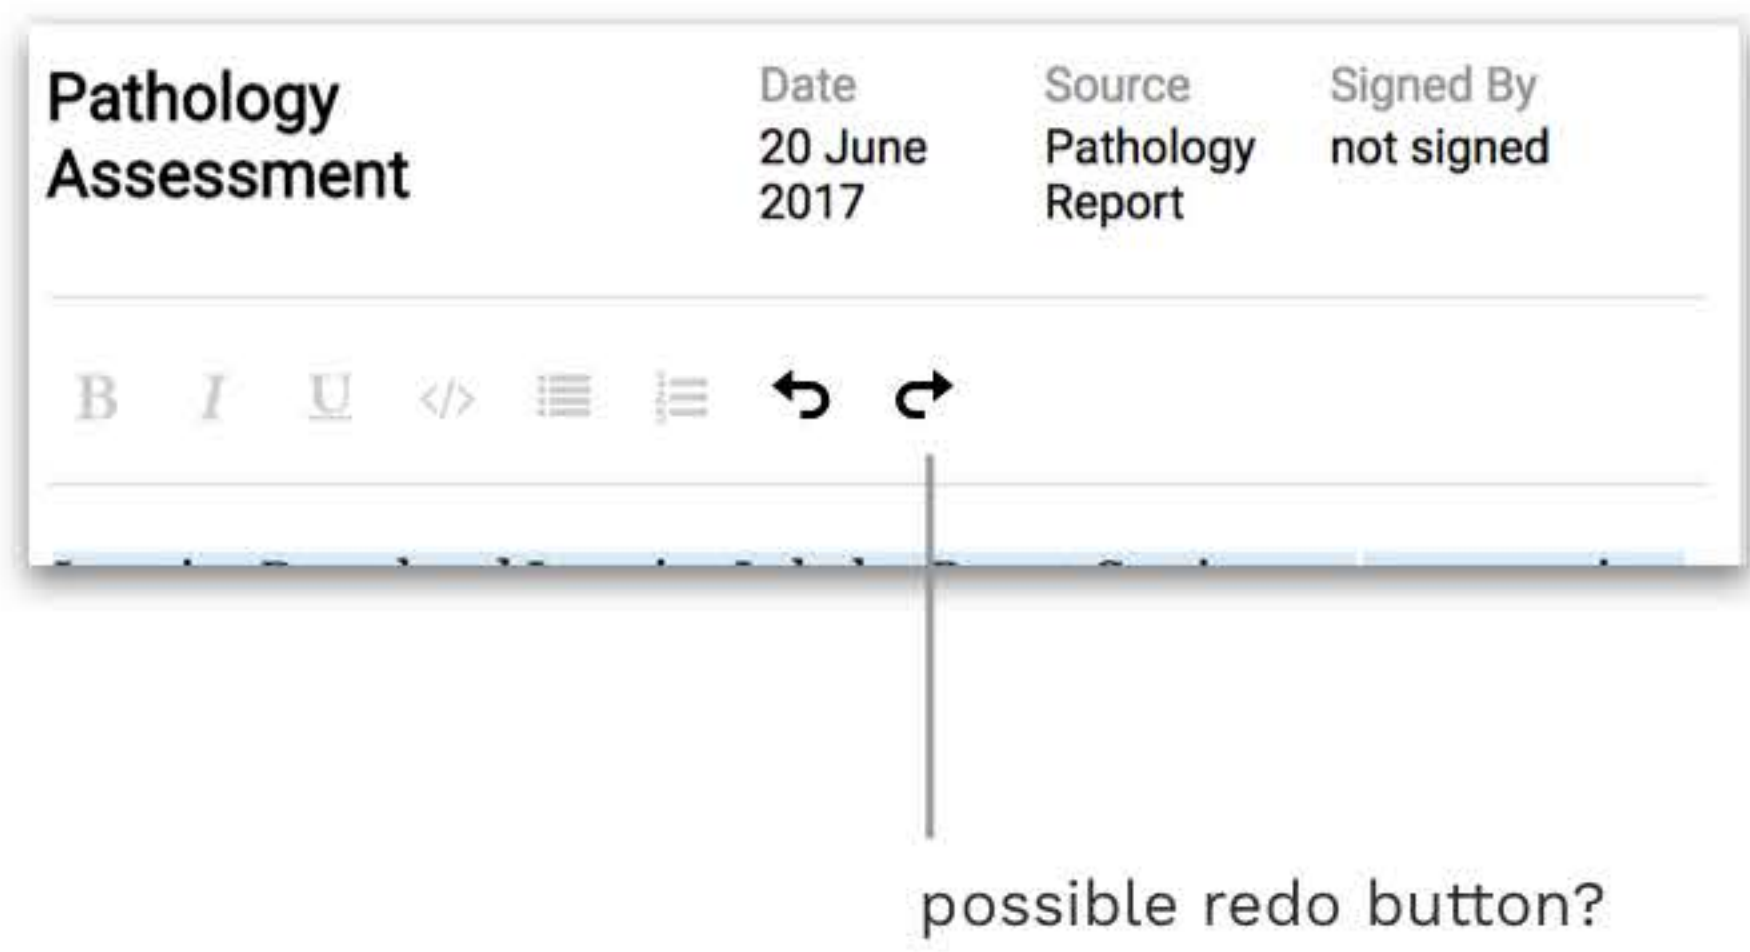 Pathology
Assessment
Date
20 June
2017
Source
Pathology
Report
Signed By
not signed
B I U </>
possible redo button?